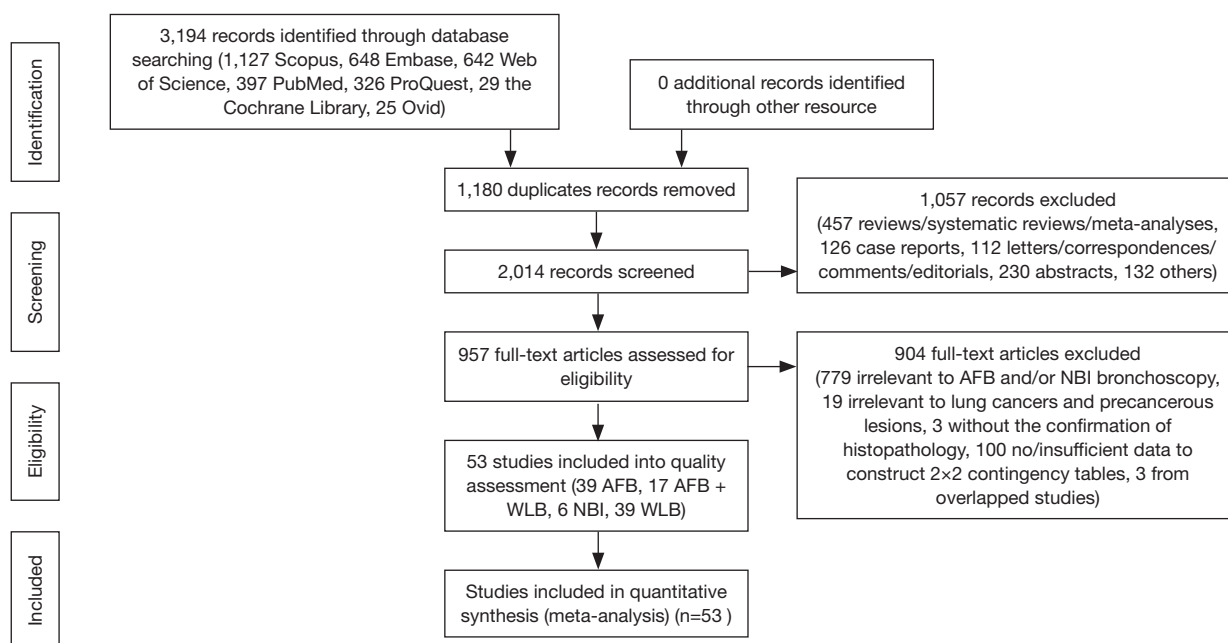 Identification
3,194 records identified through database
searching (1,127 Scopus, 648 Embase, 642 Web
of Science, 397 PubMed, 326 ProQuest, 29 the
Cochrane Library, 25 Ovid)
0 additional records identified
through other resource
1,180 duplicates records removed
Screening
2,014 records screened
1,057 records excluded
(457 reviews/systematic reviews/meta-analyses,
126 case reports, 112 letters/correspondences/
comments/editorials, 230 abstracts, 132 others)
Eligibility
957 full-text articles assessed for
eligibility
904 full-text articles excluded
(779 irrelevant to AFB and/or NBI bronchoscopy,
19 irrelevant to lung cancers and precancerous
lesions, 3 without the confirmation of
histopathology, 100 no/insufficient data to
construct 2×2 contingency tables, 3 from
overlapped studies)
53 studies included into quality
assessment (39 AFB, 17 AFB +
WLB, 6 NBI, 39 WLB)
Included
Studies included in quantitative
synthesis (meta-analysis) (n=53 )